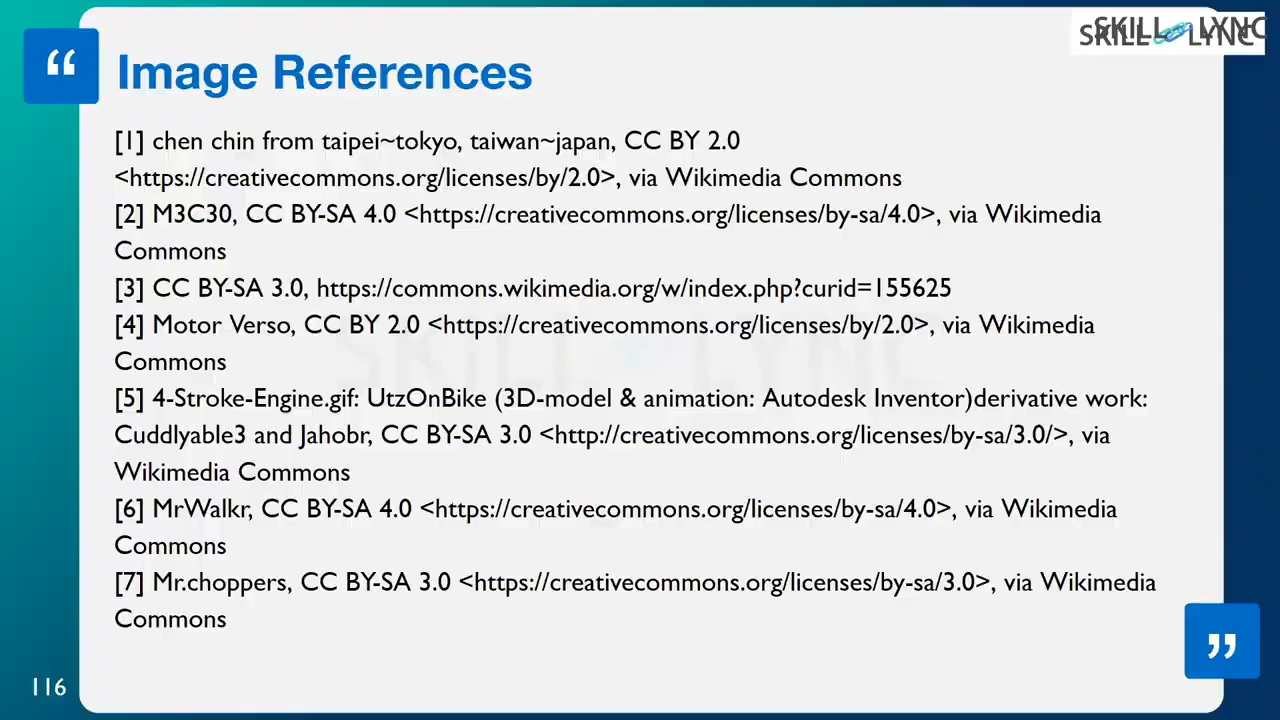 SKILL LYNC
SKILL LYNC
“
Image References
[1] chen chin from taipei~tokyo, taiwan~japan, CC BY 2.0
<https://creativecommons.org/licenses/by/2.0>, via Wikimedia Commons
[2] M3C30, CC BY-SA 4.0 <https://creativecommons.org/licenses/by-sa/4.0>, via Wikimedia
Commons
[3] CC BY-SA 3.0, https://commons.wikimedia.org/w/index.php?curid=155625
[4] Motor Verso, CC BY 2.0 <https://creativecommons.org/licenses/by/2.0>, via Wikimedia
Commons
[5] 4-Stroke-Engine.gif: UtzOnBike (3D-model & animation: Autodesk Inventor)derivative work:
Cuddlyable3 and Jahobr, CC BY-SA 3.0 <http://creativecommons.org/licenses/by-sa/3.0/>, via
Wikimedia Commons
[6] MrWalkr, CC BY-SA 4.0 <https://creativecommons.org/licenses/by-sa/4.0>, via Wikimedia
Commons
[7] Mr.choppers, CC BY-SA 3.0 <https://creativecommons.org/licenses/by-sa/3.0>, via Wikimedia
Commons
SKILL LYNC
”
116